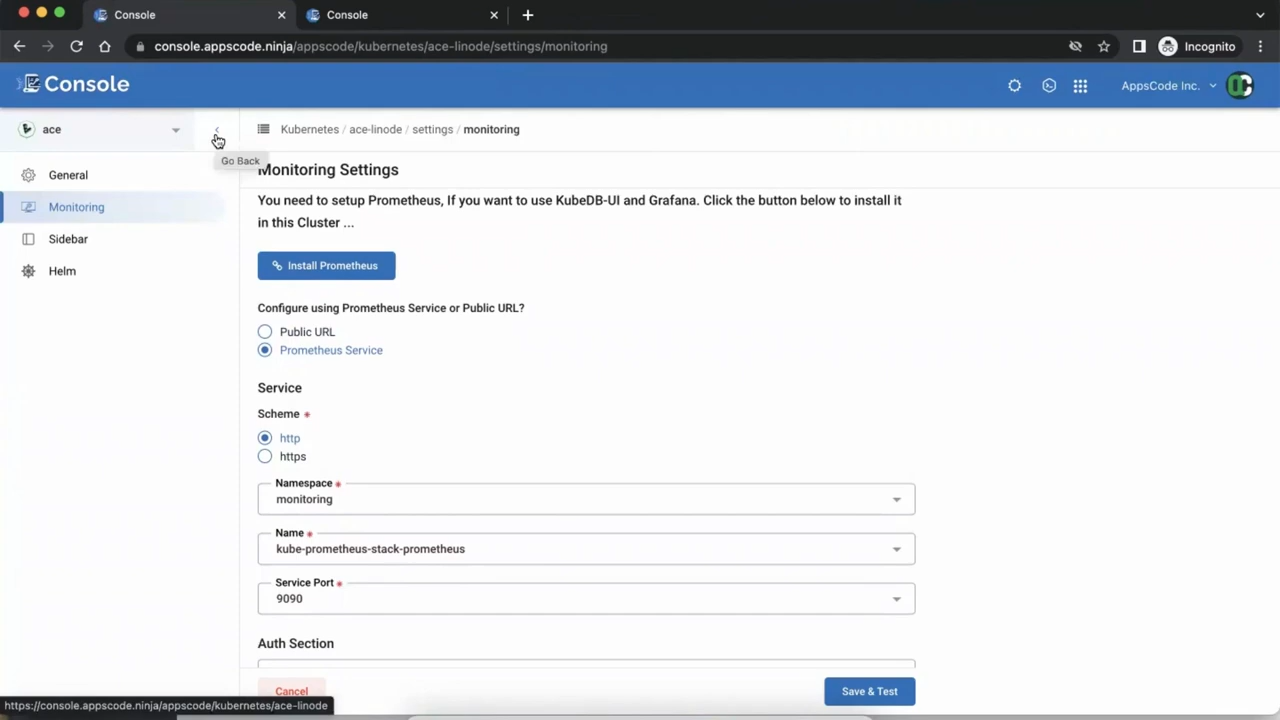 Console
Console
console.appscode.ninja/appscode/kubernetes/ace-linode/settings/monitoring
Incognito
Console
AppsCode Inc.
ace
Kubernetes / ace-linode / settings / monitoring
Go Back
General
Monitoring
Sidebar
Helm
Monitoring Settings
You need to setup Prometheus, If you want to use KubeDB-UI and Grafana. Click the button below to install it
in this Cluster ...
Install Prometheus
Configure using Prometheus Service or Public URL?
Public URL
Prometheus Service
Service
Scheme *
http
https
Namespace *
monitoring
Name *
kube-prometheus-stack-prometheus
Service Port *
9090
Auth Section
Cancel
Save & Test
https://console.appscode.ninja/appscode/kubernetes/ace-linode